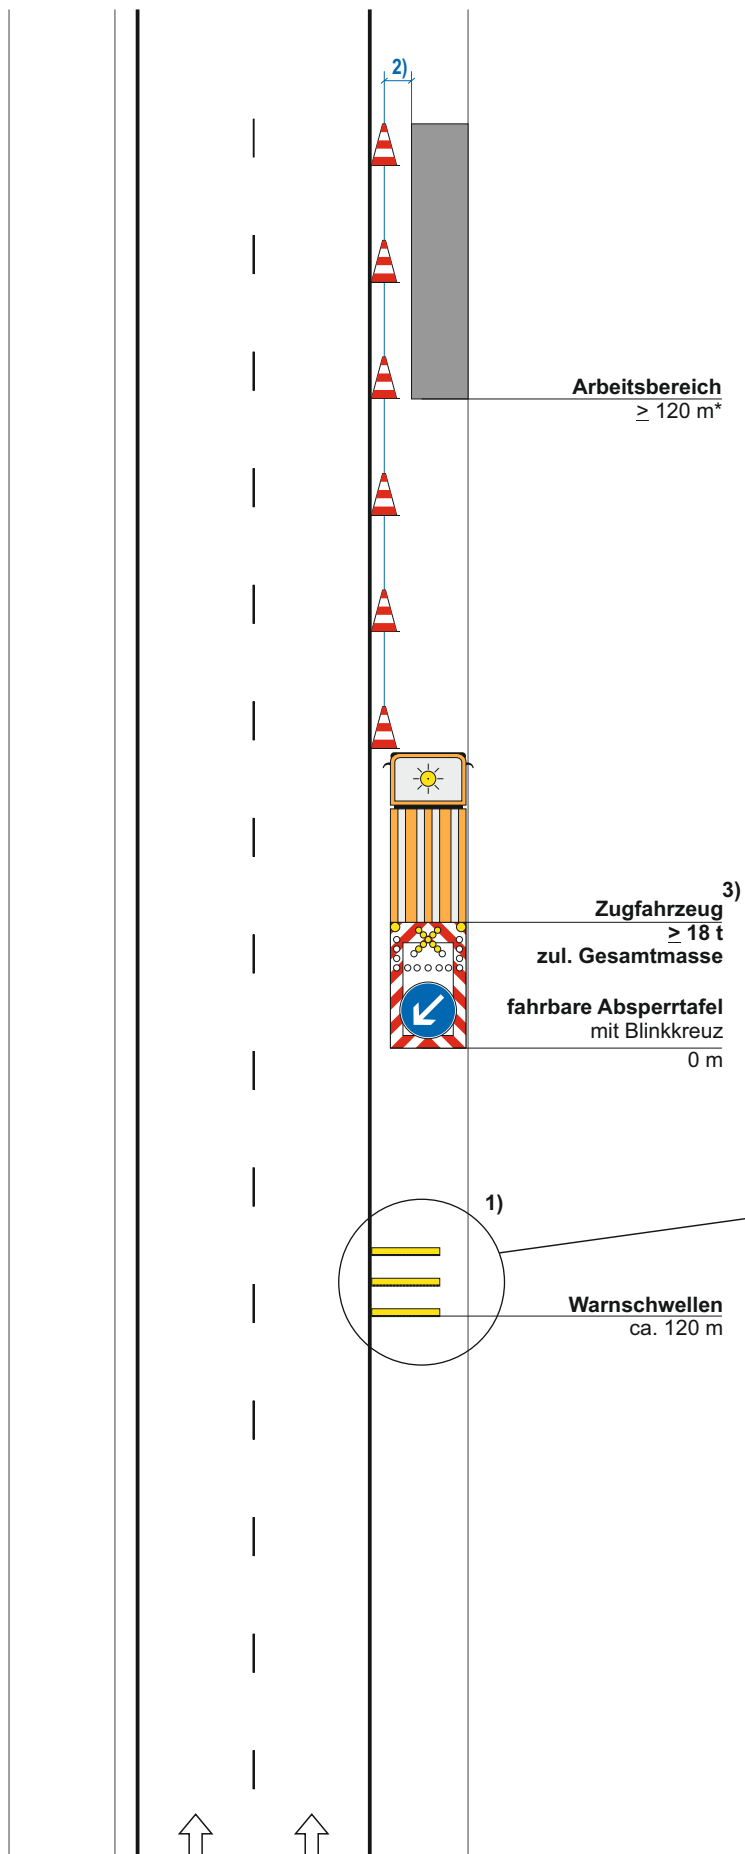 2)
Arbeitsbereich
≥ 120 m*
3)
Zugfahrzeug
≥ 18 t
zul. Gesamtmasse
fahrbare Absperrtafel
mit Blinkkreuz
0 m
1)
Warnschwellen
ca. 120 m